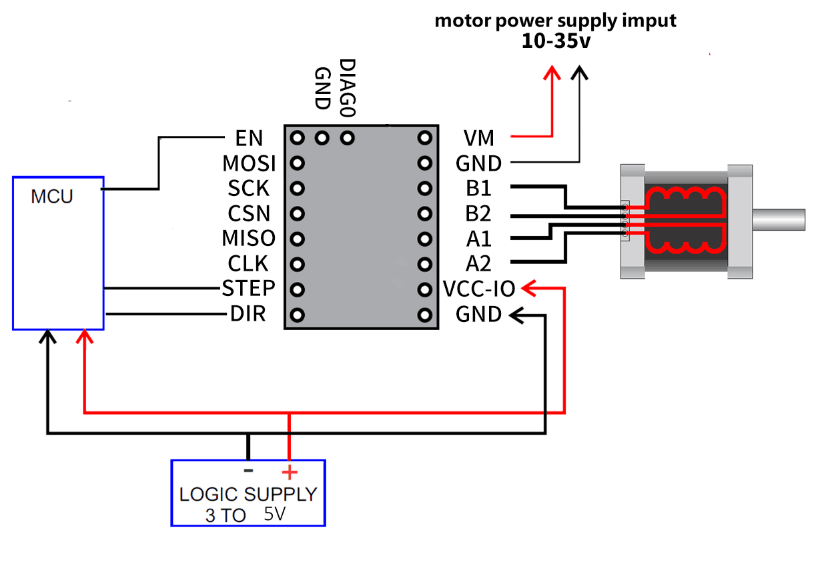 motor power supply imput
10-35v
GND
DIAG0
EN
MOSI
SCK
CSN
MISO
CLK
STEP
DIR
VM
GND
B1
B2
A1
A2
VCC-IO
GND
MCU
- +
LOGIC SUPPLY
3 TO 5V